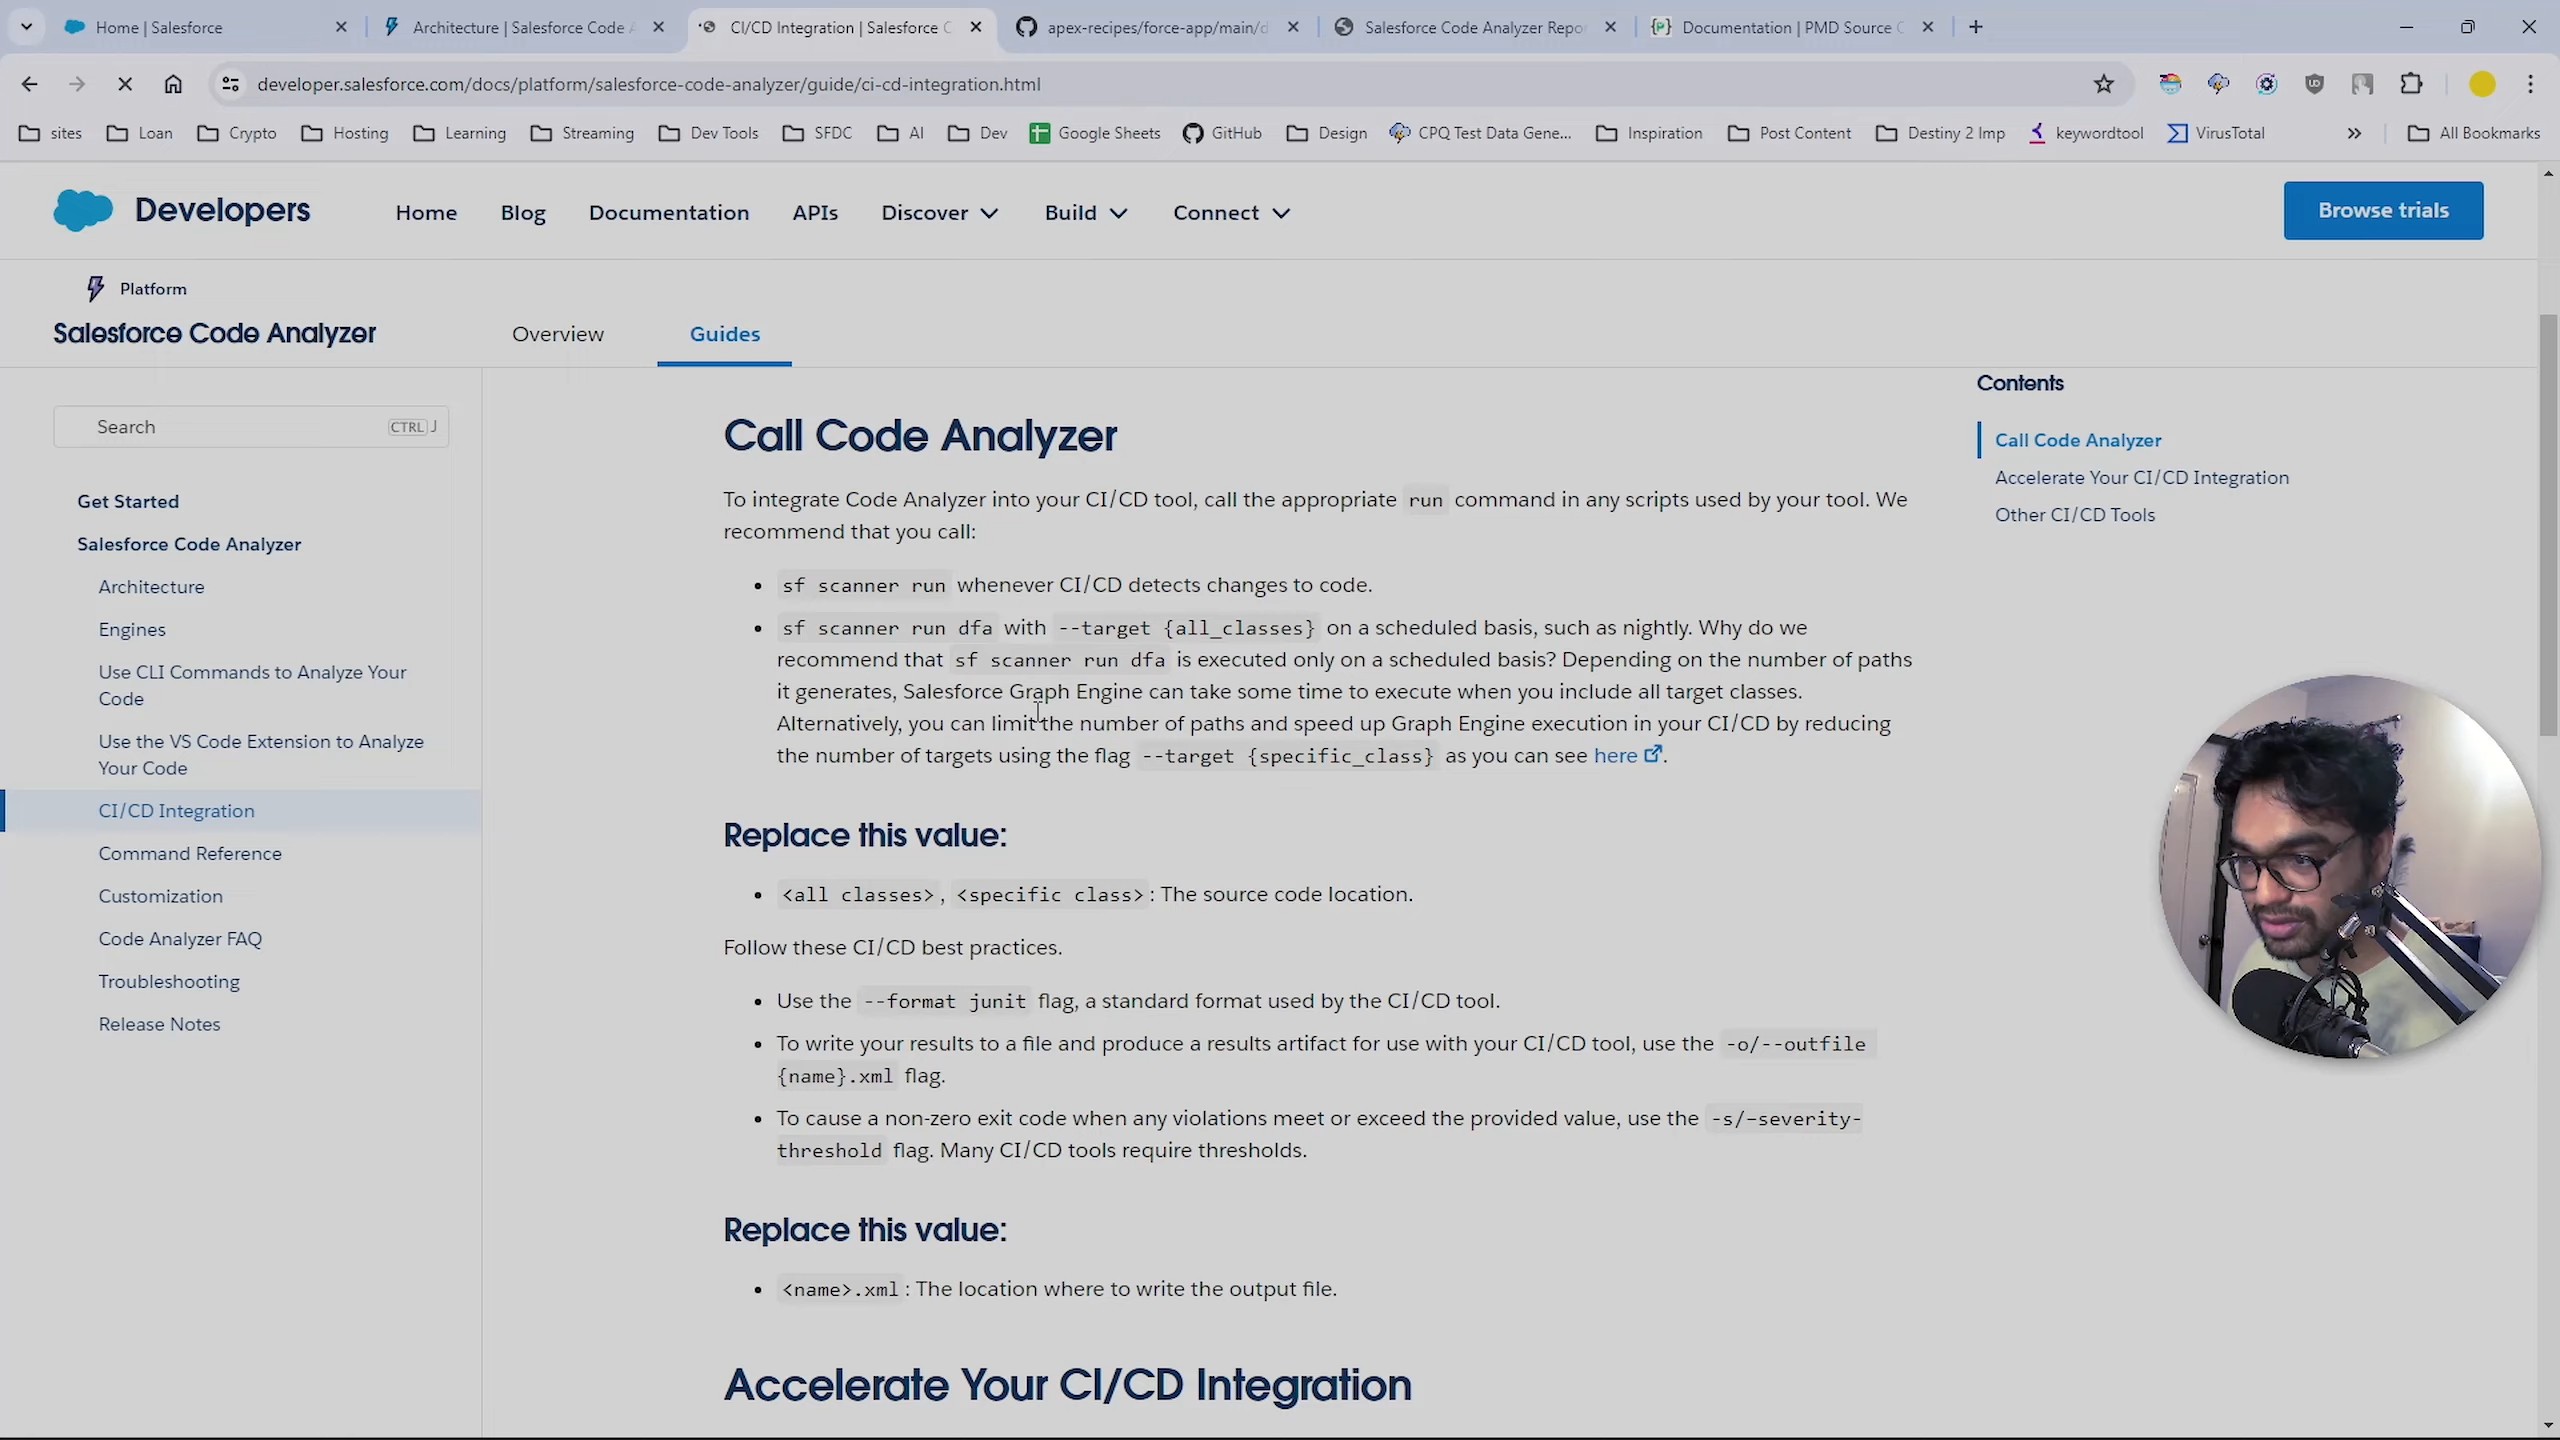 Home | Salesforce
Architecture | Salesforce Code A
CI/CD Integration | Salesforce C
apex-recipes/force-app/main/d
Salesforce Code Analyzer Repo
Documentation | PMD Source C
developer.salesforce.com/docs/platform/salesforce-code-analyzer/guide/ci-cd-integration.html
sites Loan Crypto Hosting Learning Streaming Dev Tools SFDC AI Dev Google Sheets GitHub Design CPQ Test Data Gene... Inspiration Post Content Destiny 2 Imp keywordtool VirusTotal » All Bookmarks
Developers Home Blog Documentation APIs Discover Build Connect Browse trials
Platform
Salesforce Code Analyzer Overview Guides
Search CTRL J
Get Started
Salesforce Code Analyzer
Architecture
Engines
Use CLI Commands to Analyze Your
Code
Use the VS Code Extension to Analyze
Your Code
CI/CD Integration
Command Reference
Customization
Code Analyzer FAQ
Troubleshooting
Release Notes
Call Code Analyzer
To integrate Code Analyzer into your CI/CD tool, call the appropriate run command in any scripts used by your tool. We
recommend that you call:
• sf scanner run whenever CI/CD detects changes to code.
• sf scanner run dfa with --target {all_classes} on a scheduled basis, such as nightly. Why do we
recommend that sf scanner run dfa is executed only on a scheduled basis? Depending on the number of paths
it generates, Salesforce Graph Engine can take some time to execute when you include all target classes.
Alternatively, you can limit the number of paths and speed up Graph Engine execution in your CI/CD by reducing
the number of targets using the flag --target {specific_class} as you can see here.
Replace this value:
• <all classes>, <specific class>: The source code location.
Follow these CI/CD best practices.
• Use the --format junit flag, a standard format used by the CI/CD tool.
• To write your results to a file and produce a results artifact for use with your CI/CD tool, use the -o/--outfile
{name}.xml flag.
• To cause a non-zero exit code when any violations meet or exceed the provided value, use the -s/-severity-
threshold flag. Many CI/CD tools require thresholds.
Replace this value:
• <name>.xml: The location where to write the output file.
Accelerate Your CI/CD Integration
Contents
Call Code Analyzer
Accelerate Your CI/CD Integration
Other CI/CD Tools